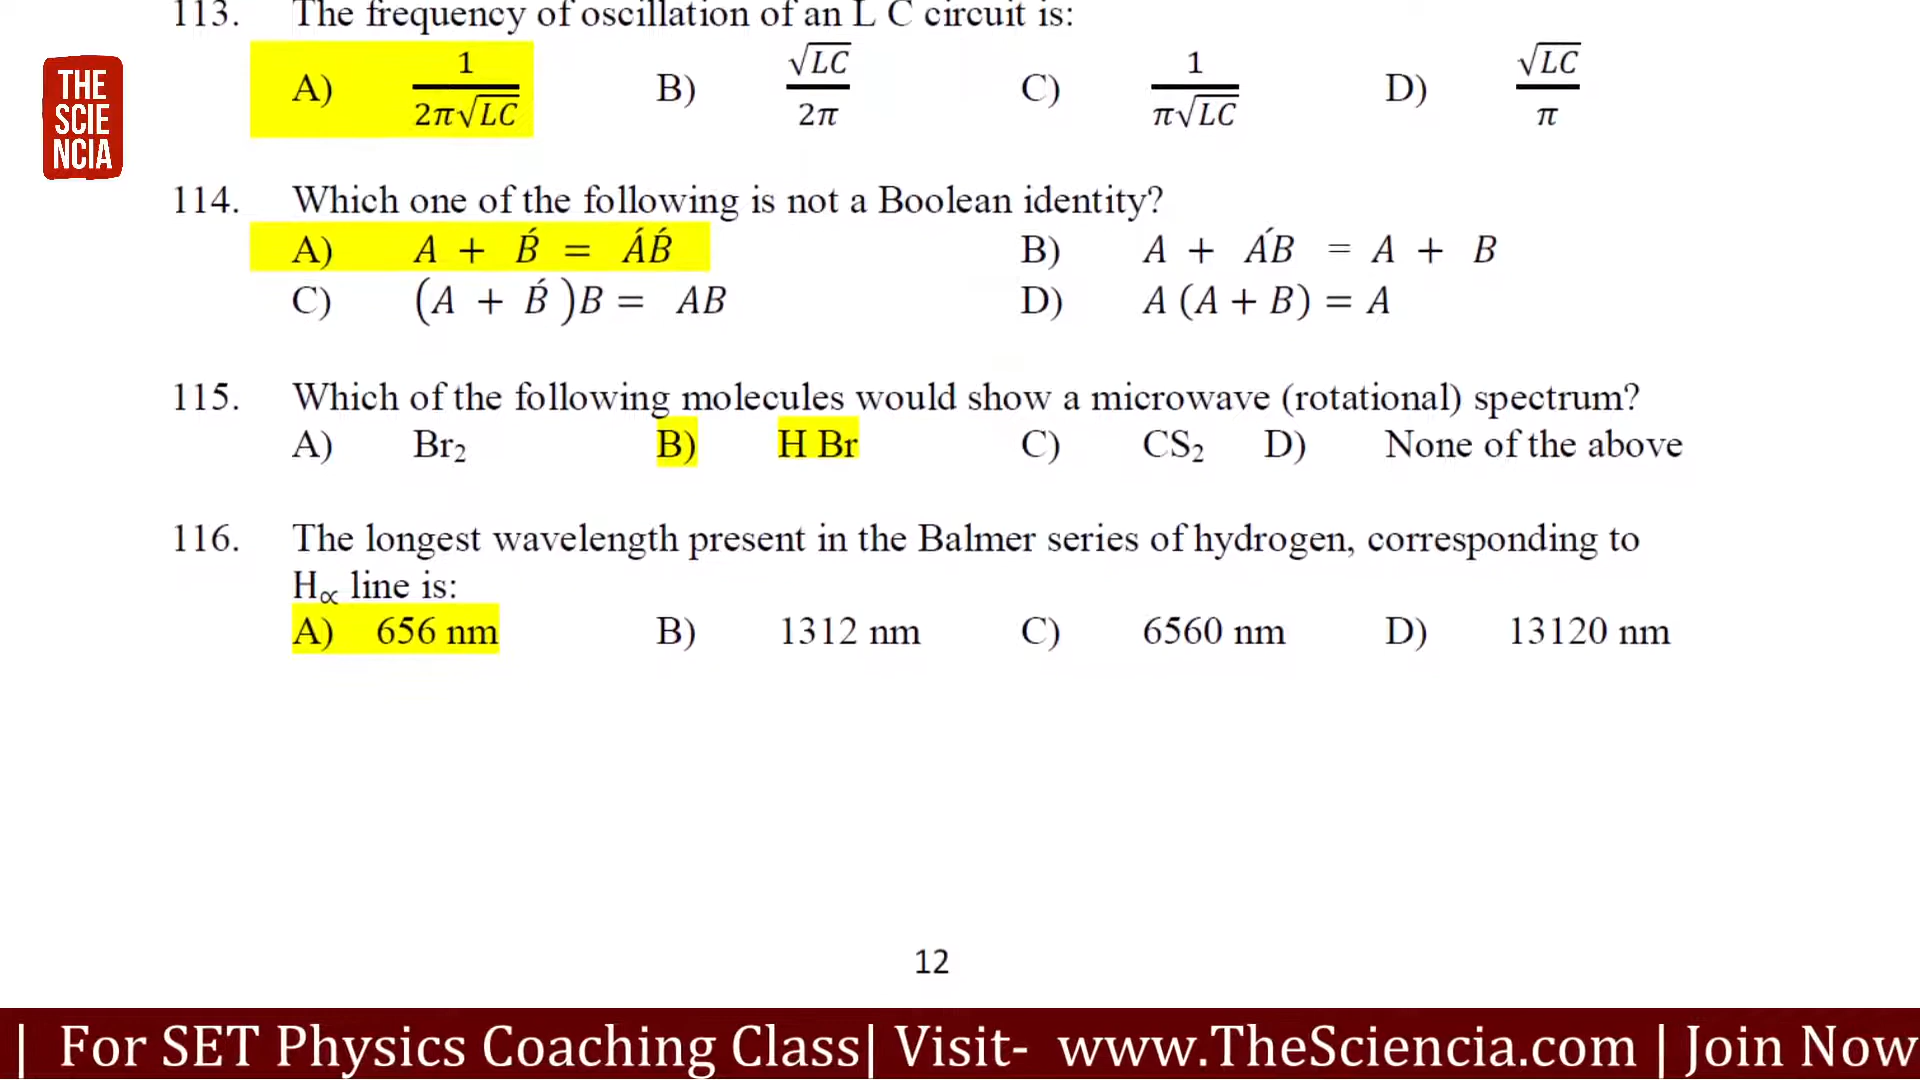 113. The frequency of oscillation of an L C circuit is:
A) 1/2π√LC B) √LC/2π C) 1/π√LC D) √LC/π
THE
SCIE
NCIA
114. Which one of the following is not a Boolean identity?
A) A + B́ = ÁB́ B) A + ÁB = A + B
C) (A + B́ )B = AB D) A (A + B) = A
115. Which of the following molecules would show a microwave (rotational) spectrum?
A) Br₂ B) H Br C) CS₂ D) None of the above
116. The longest wavelength present in the Balmer series of hydrogen, corresponding to
H∝ line is:
A) 656 nm B) 1312 nm C) 6560 nm D) 13120 nm
12
| For SET Physics Coaching Class| Visit- www.TheSciencia.com | Join Now